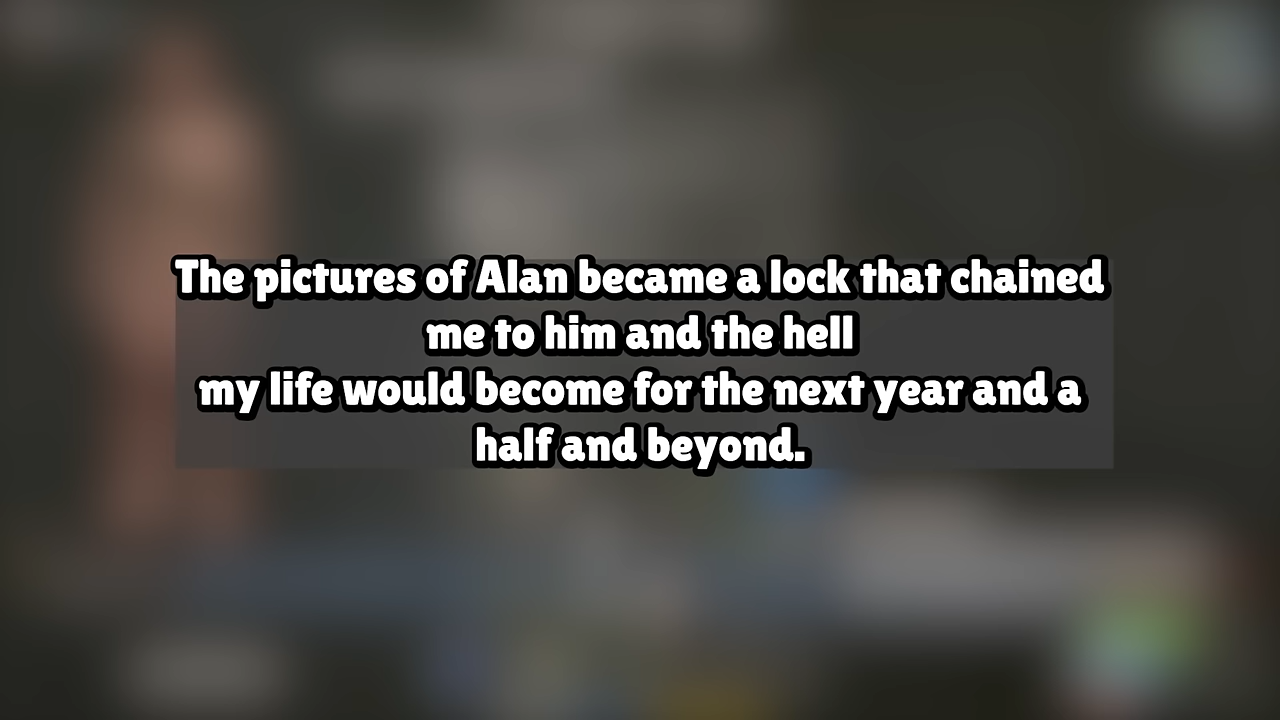 The pictures of Alan became a lock that chained
me to him and the hell
my life would become for the next year and a
half and beyond.